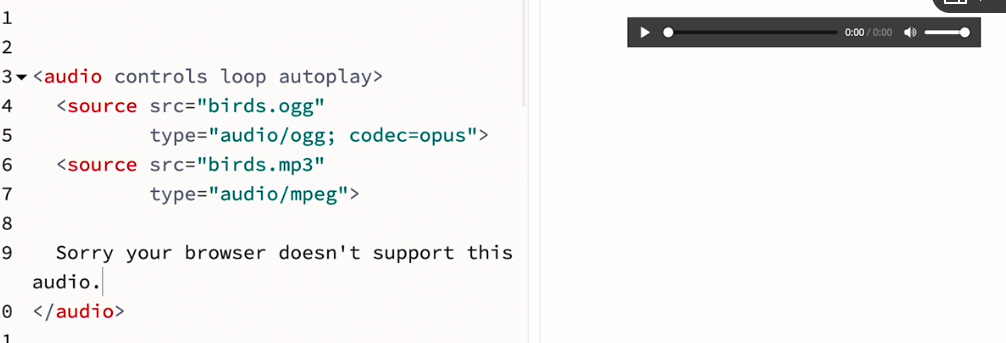 1
2
3 <audio controls loop autoplay>
4 <source src="birds.ogg"
5 type="audio/ogg; codec=opus">
6 <source src="birds.mp3"
7 type="audio/mpeg">
8
9 Sorry your browser doesn't support this
audio.
0 </audio>
1
0:00 / 0:00